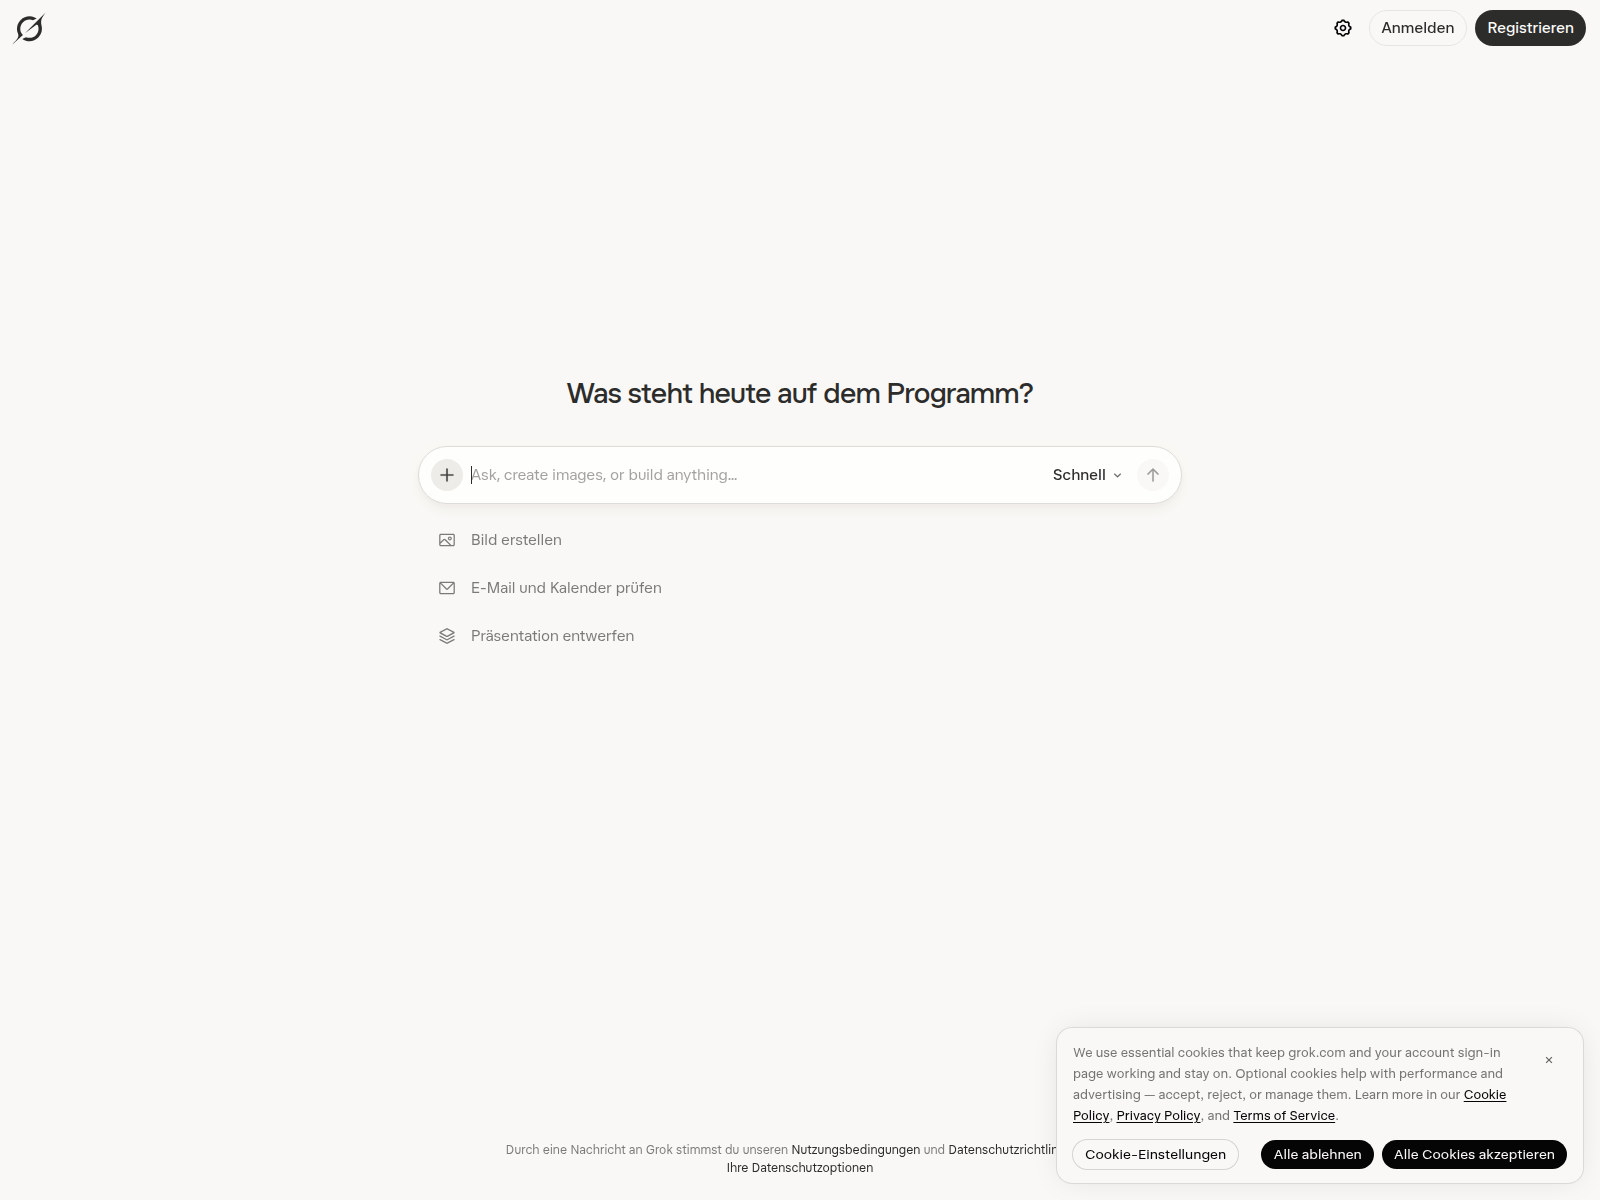 Anmelden
Registrieren
Was steht heute auf dem Programm?
Ask, create images, or build anything...
Schnell
Bild erstellen
E-Mail und Kalender prüfen
Präsentation entwerfen
We use essential cookies that keep grok.com and your account sign-in
page working and stay on. Optional cookies help with performance and
advertising — accept, reject, or manage them. Learn more in our Cookie
Policy, Privacy Policy, and Terms of Service.
Cookie-Einstellungen
Alle ablehnen
Alle Cookies akzeptieren
Durch eine Nachricht an Grok stimmst du unseren Nutzungsbedingungen und
Ihre Datenschutzoptionen